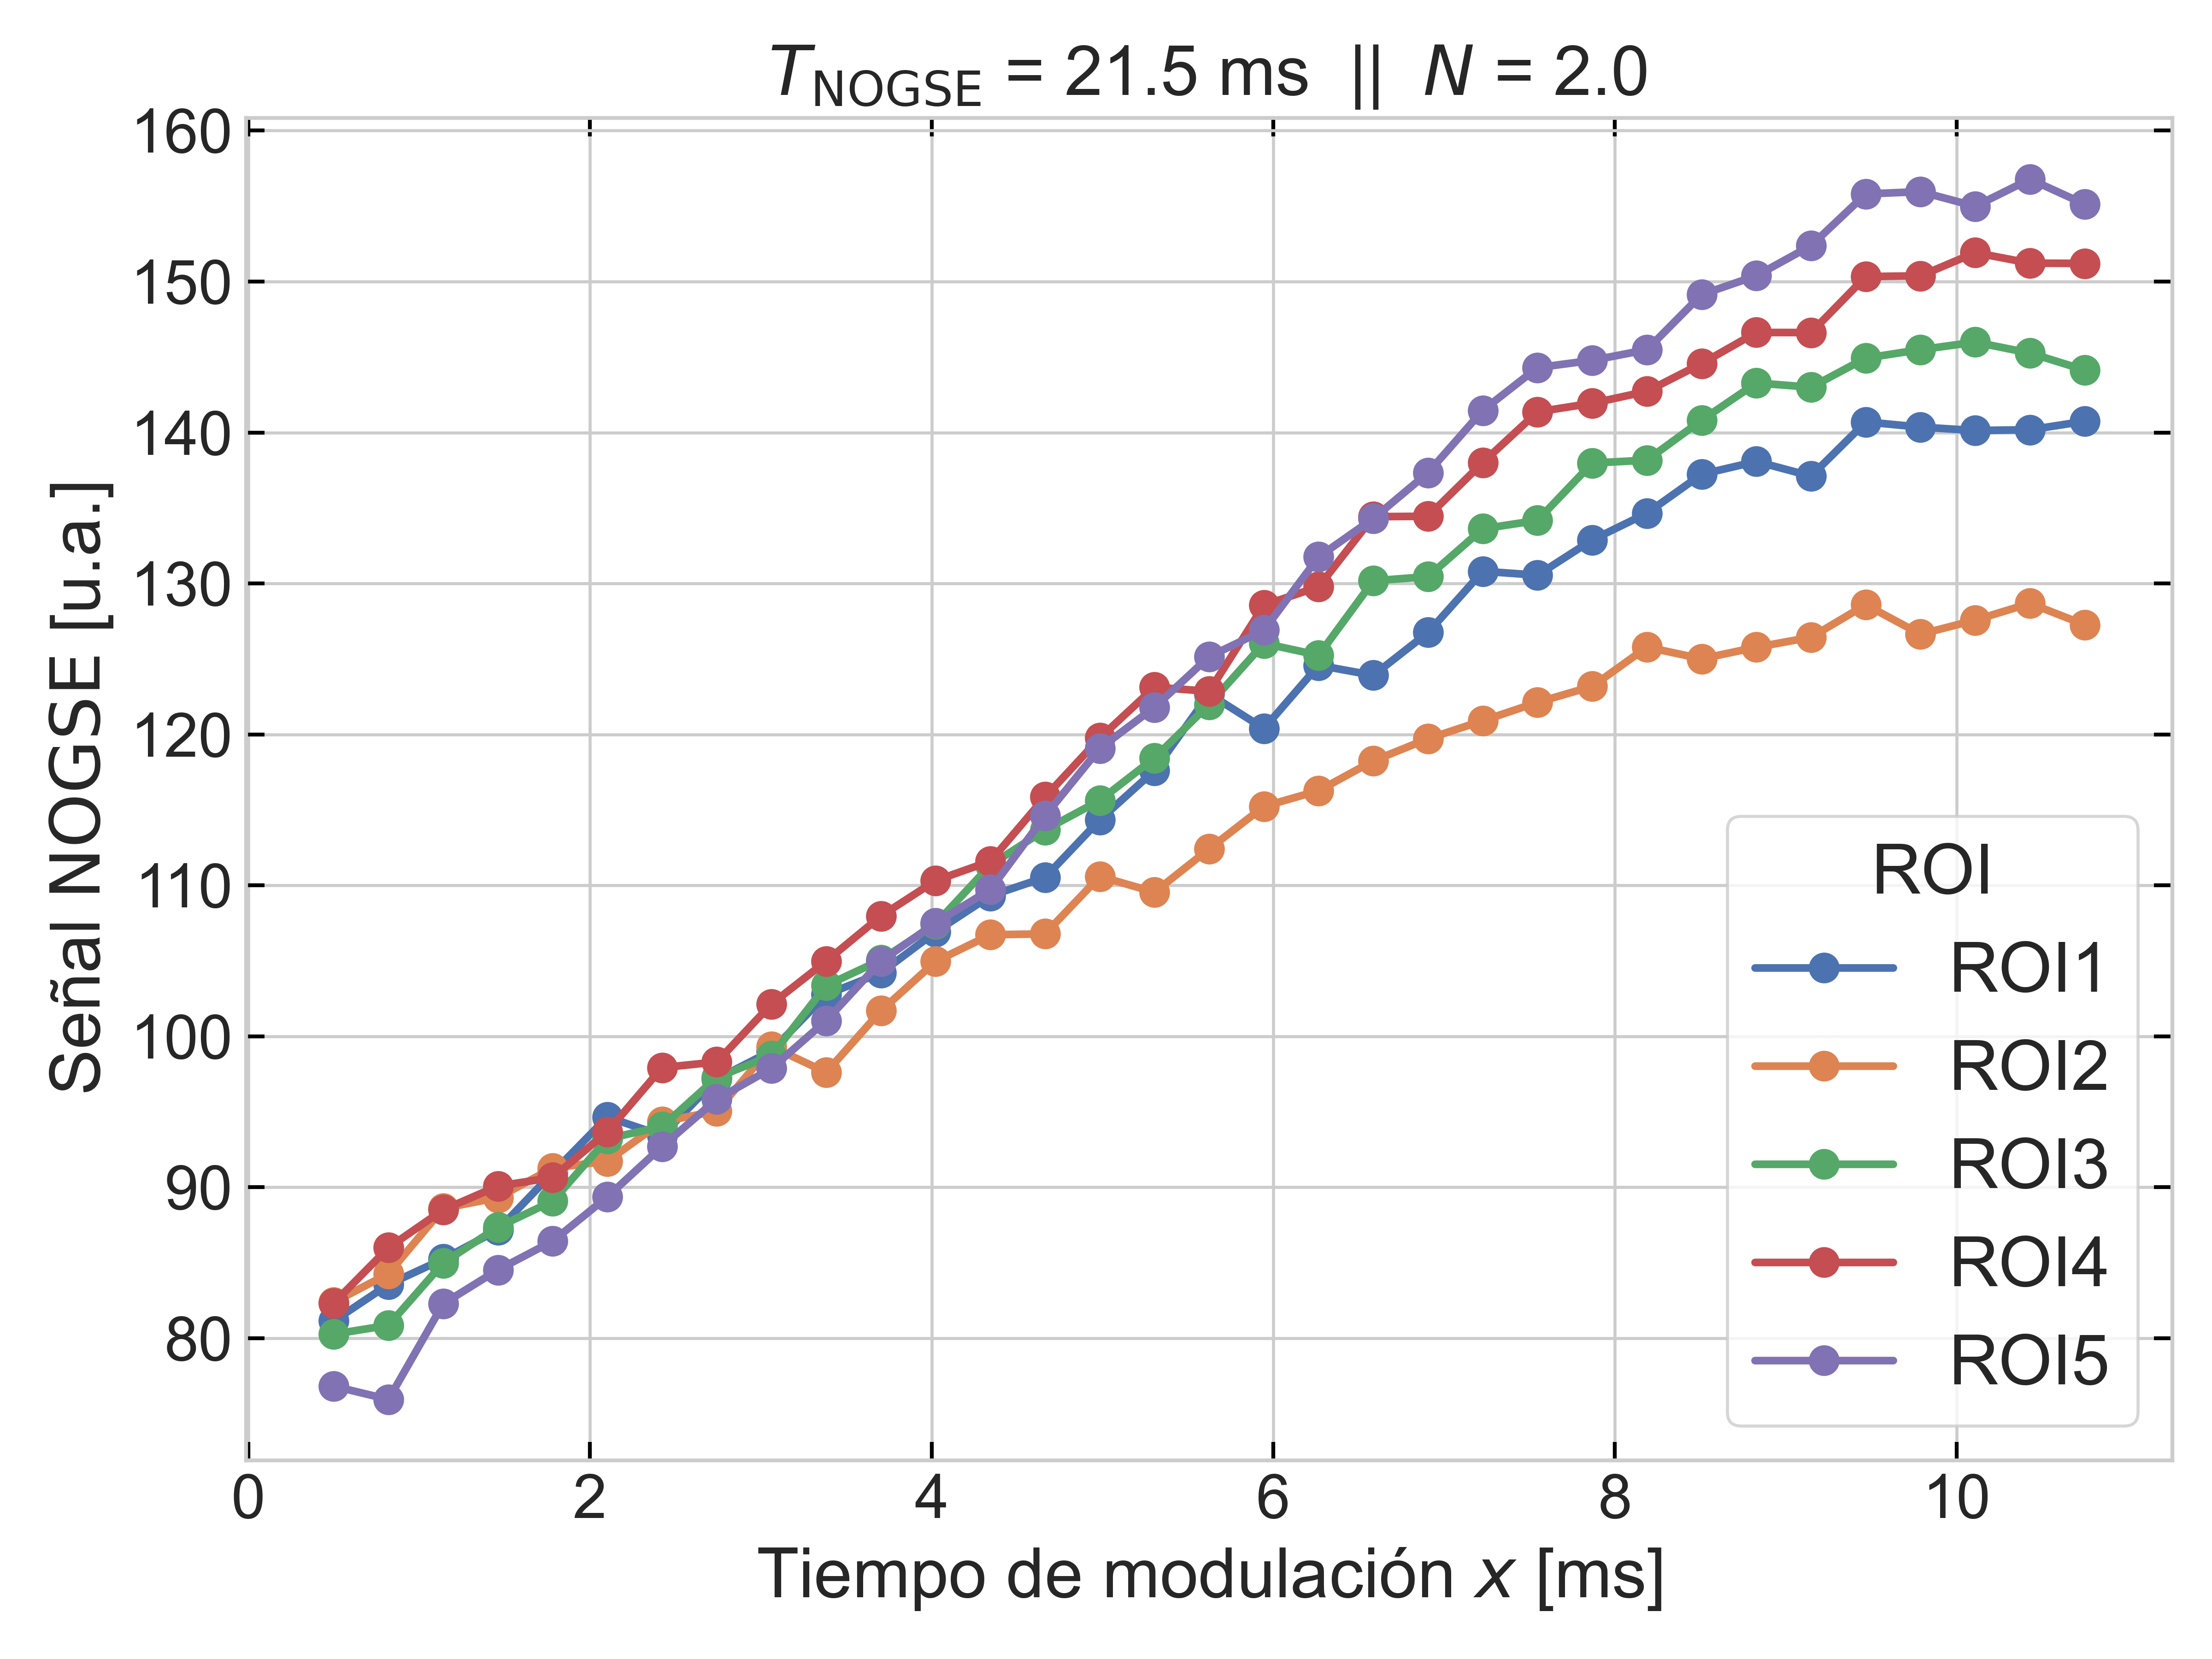 T_NOGSE = 21.5 ms || N = 2.0
Señal NOGSE [u.a.]
160
150
140
130
120
110
100
90
80
0 2 4 6 8 10
Tiempo de modulación x [ms]
ROI
ROI1
ROI2
ROI3
ROI4
ROI5